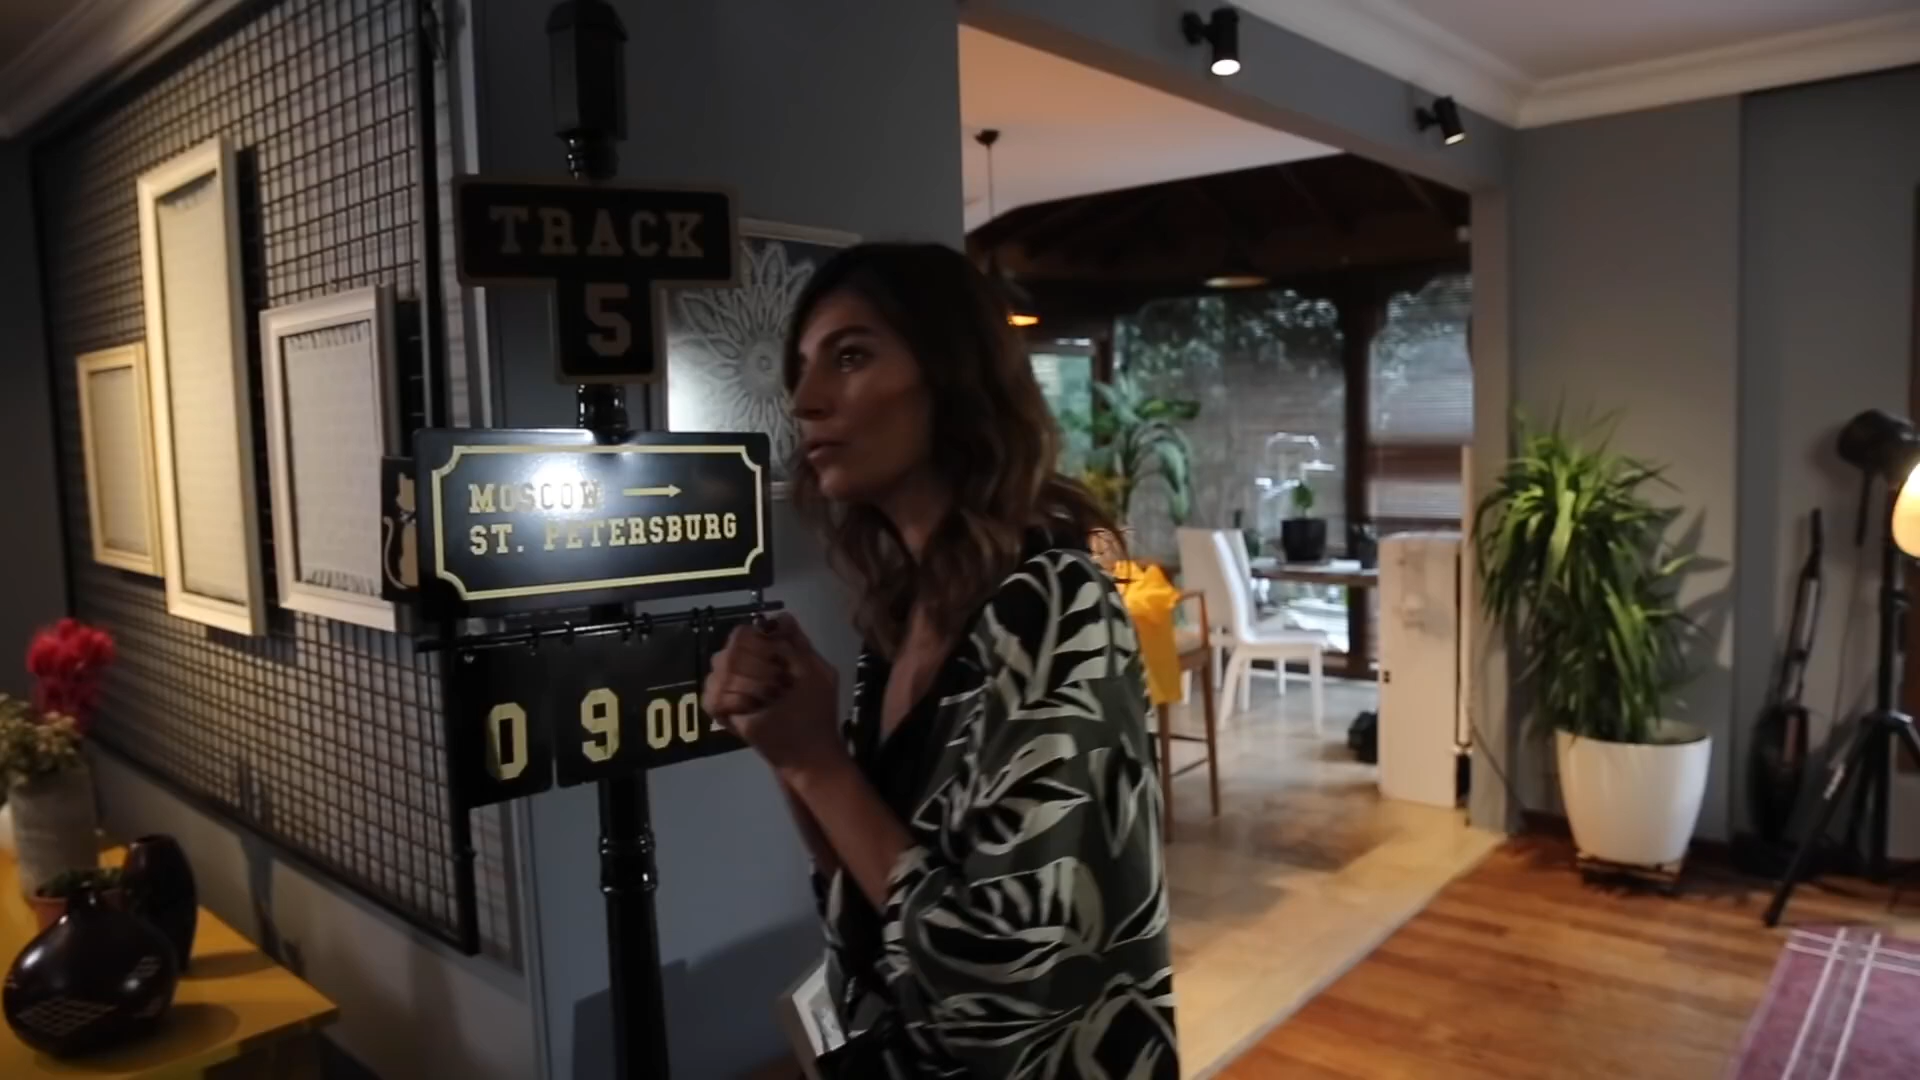 TRACK
5
MOSCOW →
ST. PETERSBURG
0 9 00